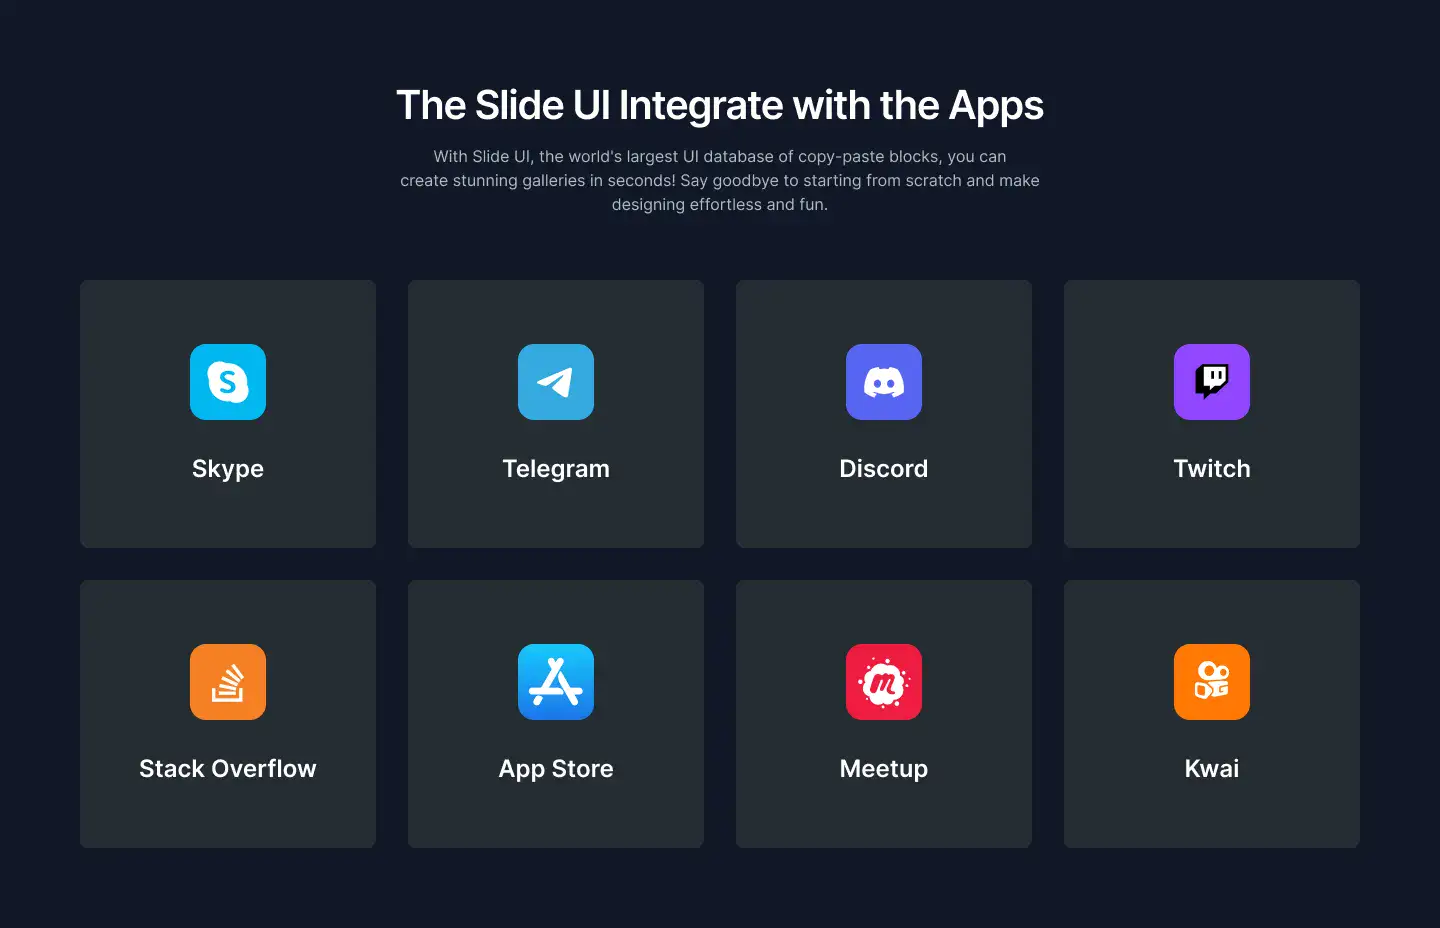 The Slide UI Integrate with the Apps
With Slide UI, the world's largest UI database of copy-paste blocks, you can
create stunning galleries in seconds! Say goodbye to starting from scratch and make
designing effortless and fun.
Skype
Telegram
Discord
Twitch
Stack Overflow
App Store
Meetup
Kwai